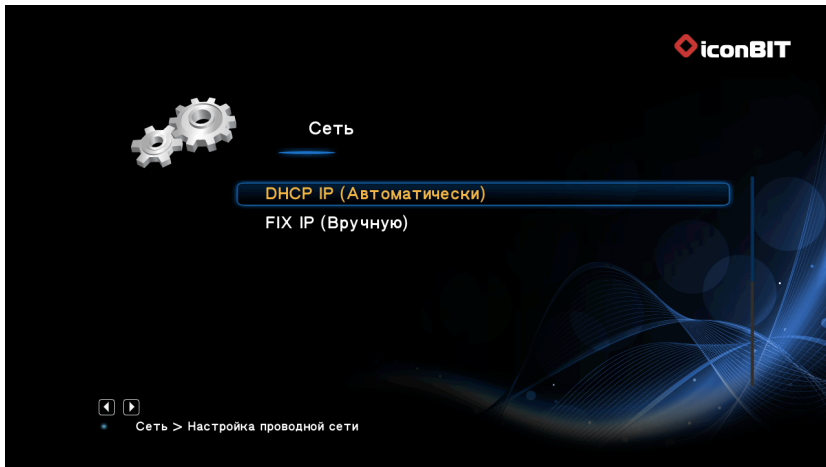 iconBIT
Сеть
DHCP IP (Автоматически)
FIX IP (Вручную)
Сеть > Настройка проводной сети